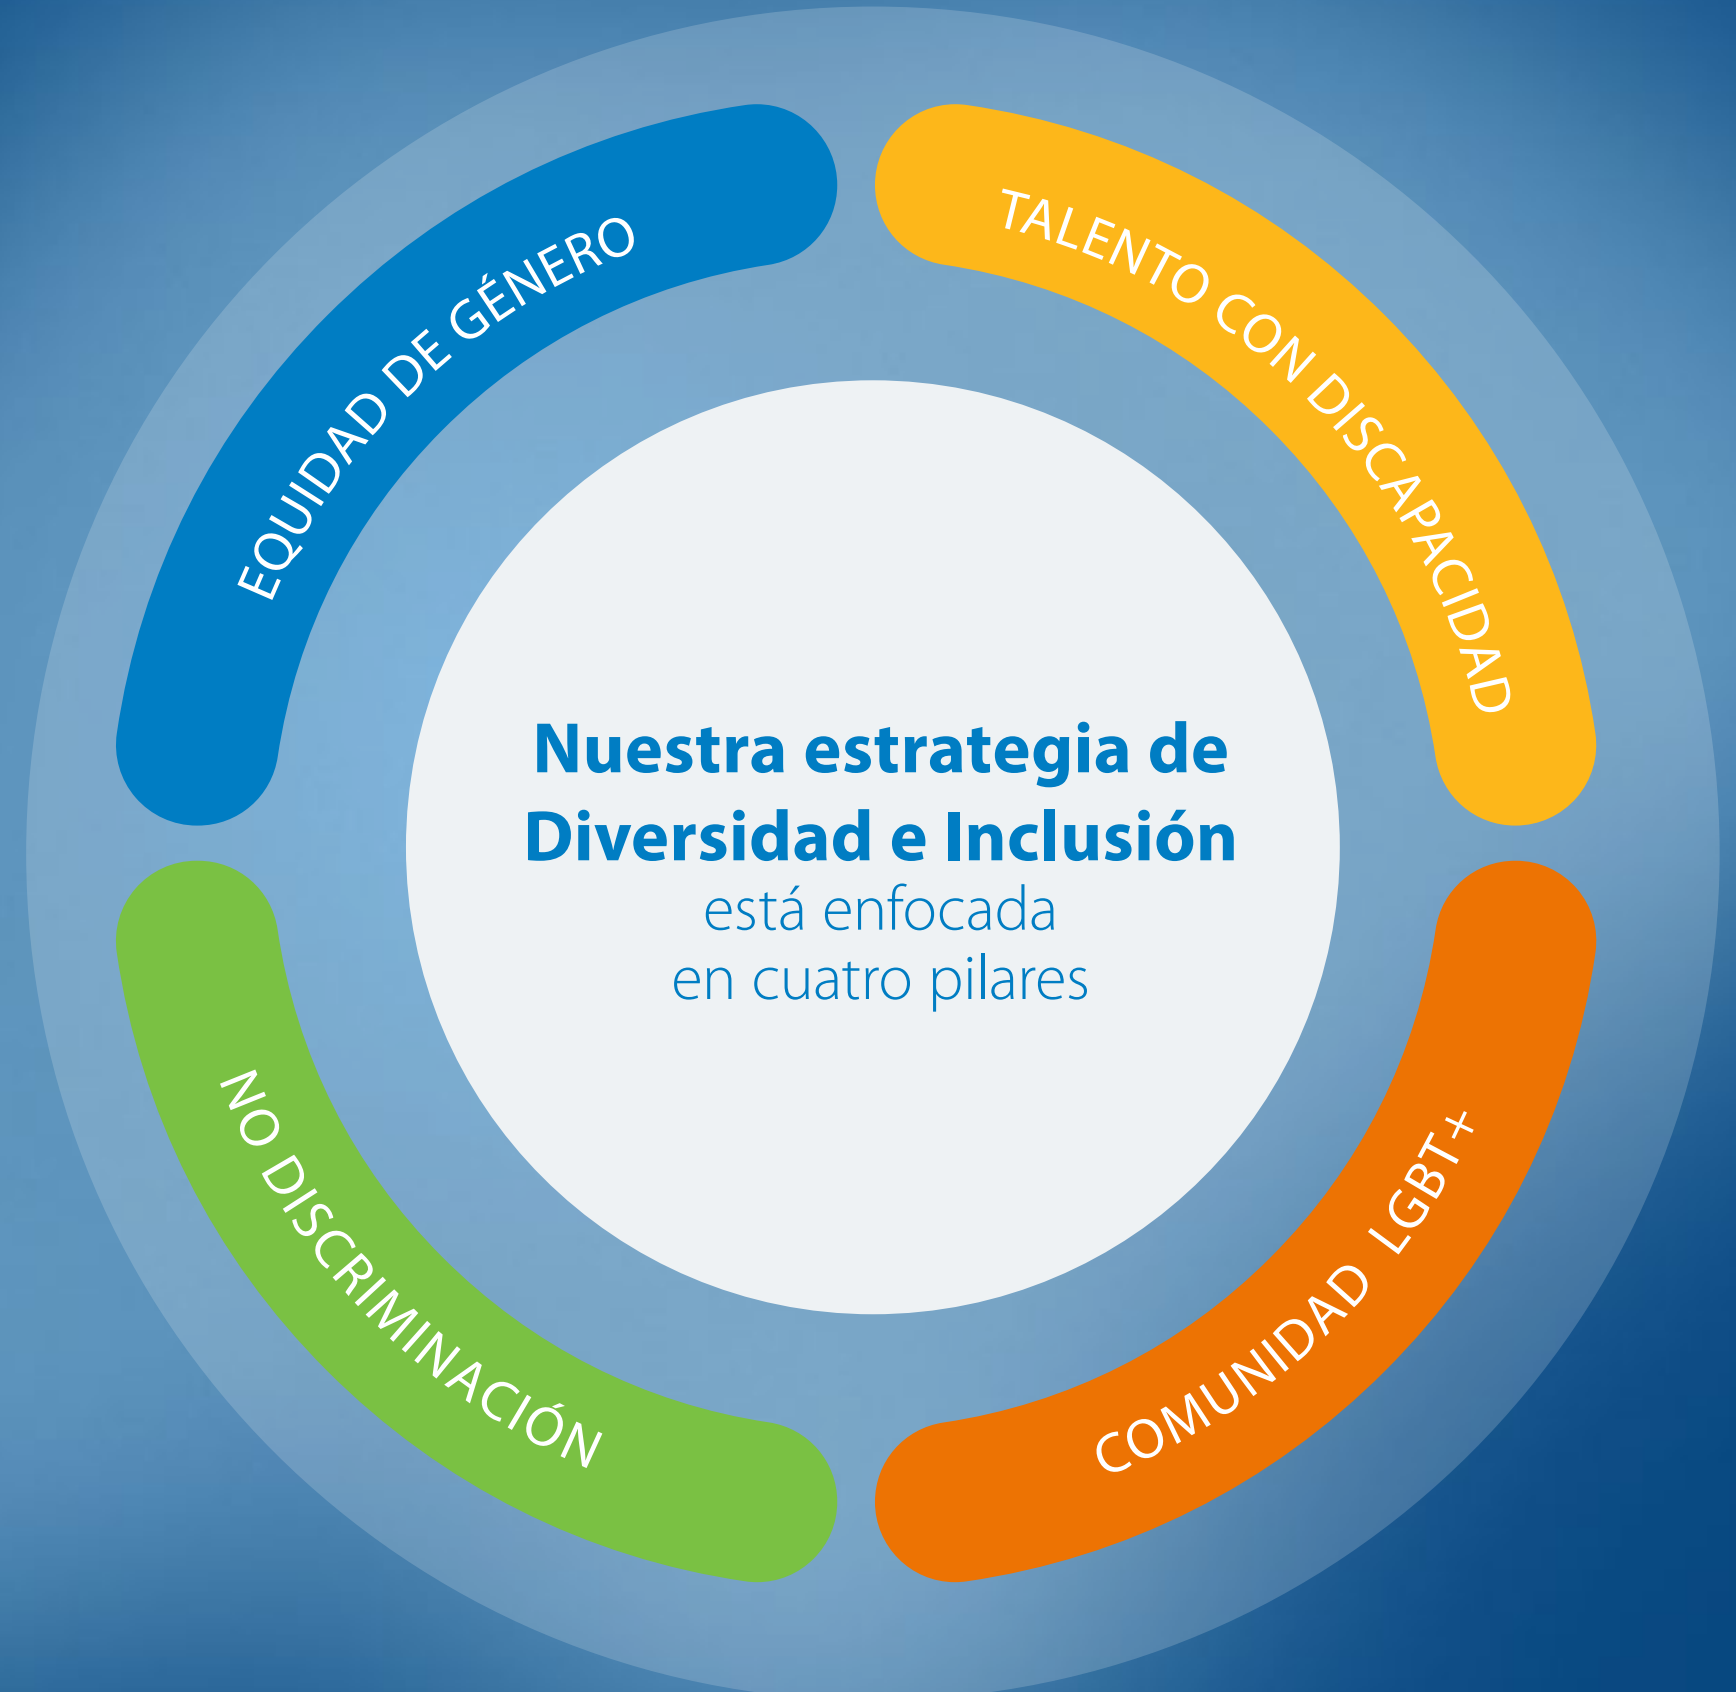 EQUIDAD DE GÉNERO
TALENTO CON DISCAPACIDAD
Nuestra estrategia de
Diversidad e Inclusión
está enfocada
en cuatro pilares
NO DISCRIMINACIÓN
COMUNIDAD LGBT+